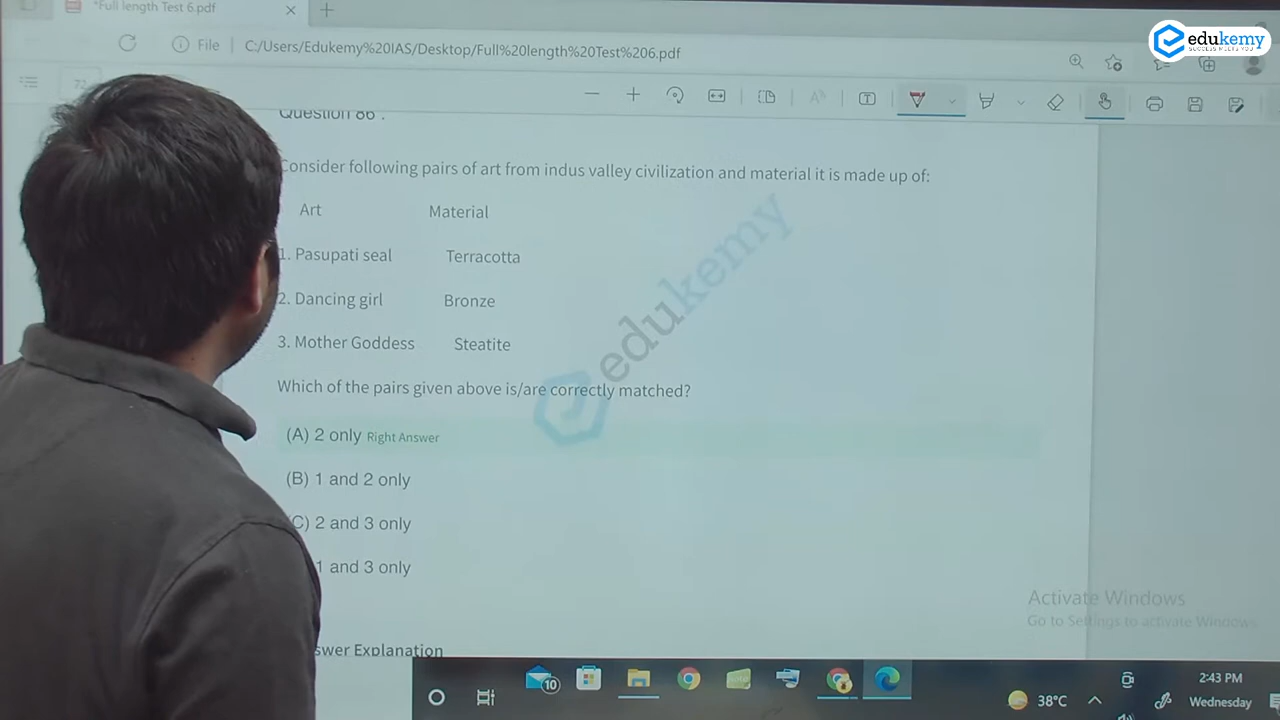 *Full length Test 6.pdf
edukemy
SUCCESS MEETS YOU
File
C:/Users/Edukemy%20IAS/Desktop/Full%20length%20Test%206.pdf
Question 86 :
Consider following pairs of art from indus valley civilization and material it is made up of:
Art Material
1. Pasupati seal Terracotta
2. Dancing girl Bronze
3. Mother Goddess Steatite
Which of the pairs given above is/are correctly matched?
edukemy
(A) 2 only Right Answer
(B) 1 and 2 only
(C) 2 and 3 only
1 and 3 only
Activate Windows
Go to Settings to activate Windows.
swer Explanation
10
38°C
2:43 PM
Wednesday